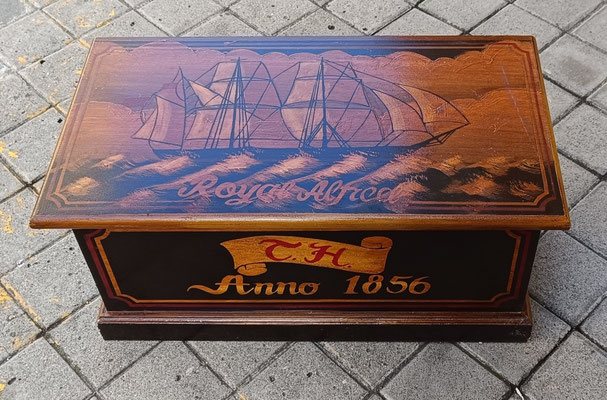 Royal Alfred
T.H.
Anno 1856